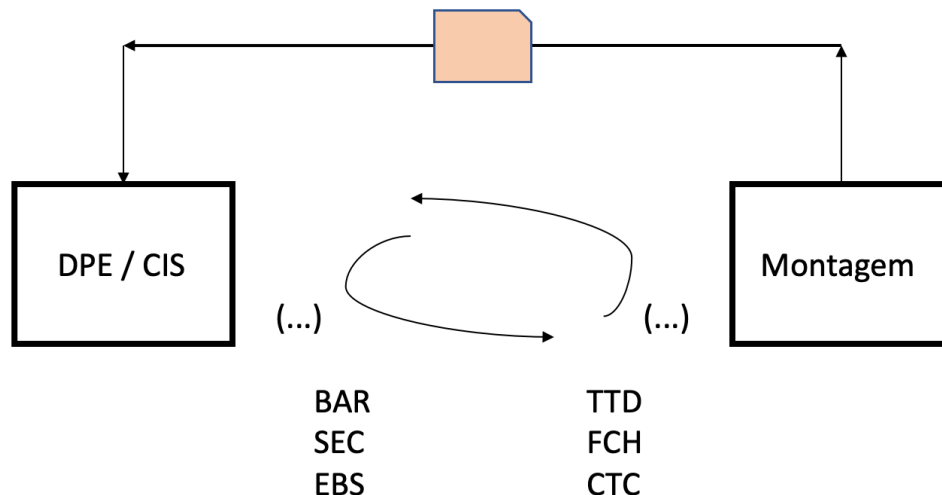 DPE / CIS
Montagem
(...)
(...)
BAR
TTD
SEC
FCH
EBS
CTC